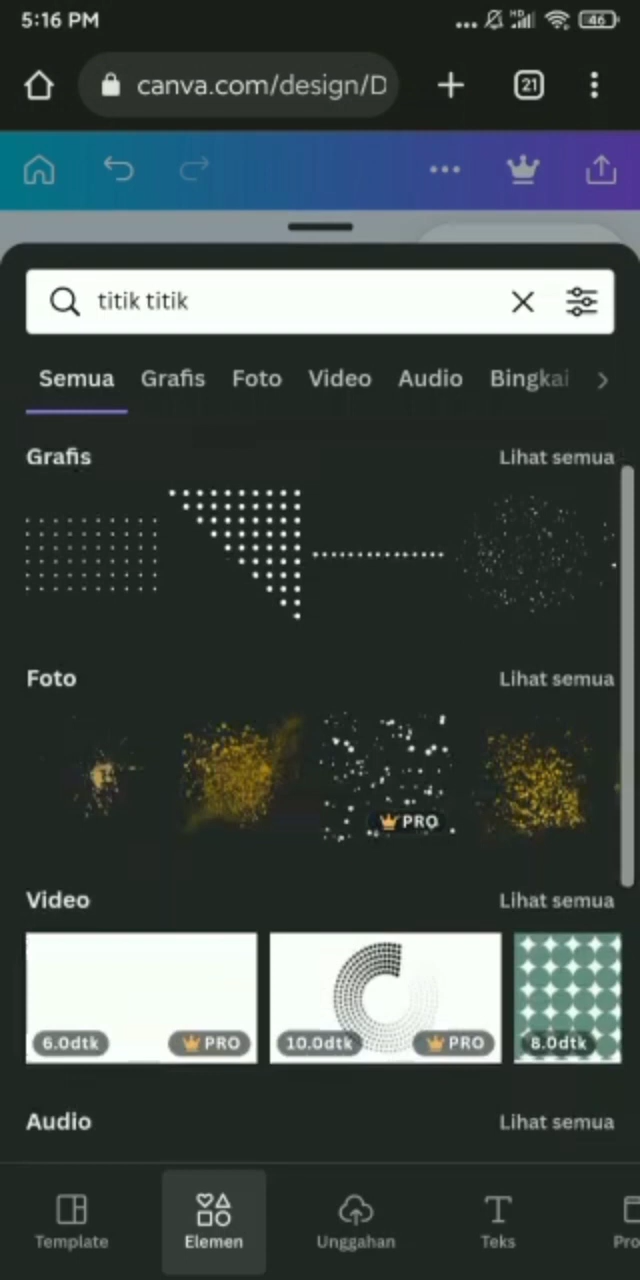 5:16 PM
HD
46
canva.com/design/D
21
titik titik
Semua Grafis Foto Video Audio Bingkai
Grafis Lihat semua
Foto Lihat semua
PRO
Video Lihat semua
6.0dtk PRO 10.0dtk PRO 8.0dtk
Audio Lihat semua
Template Elemen Unggahan Teks Pro